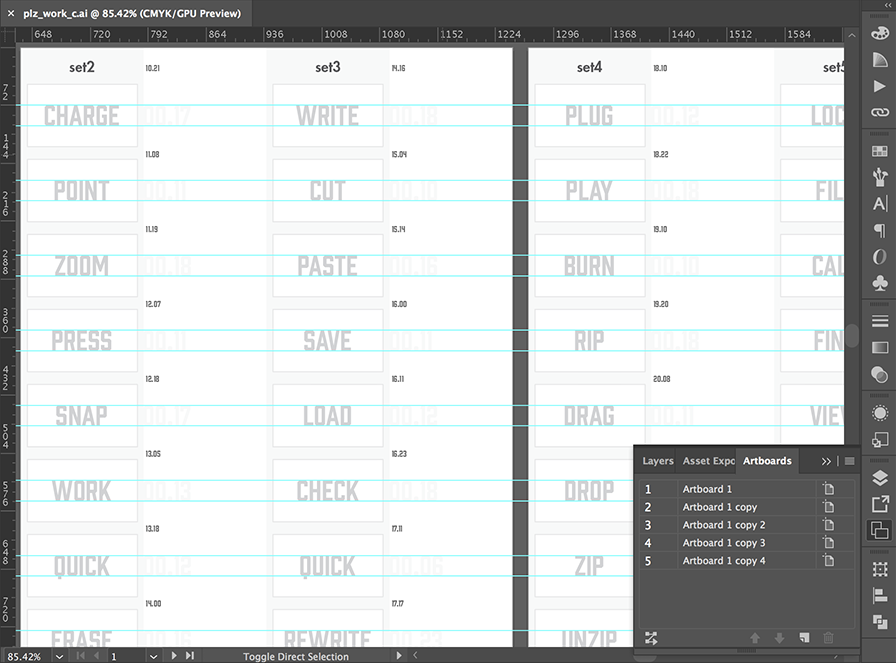 plz_work_c.ai @ 85.42% (CMYK/GPU Preview)
648 720 792 864 936 1008 1080 1152 1224 1296 1368 1440 1512 1584
72
144
216
288
360
432
504
576
648
720
set2
10.21
CHARGE
00.17
11.08
POINT
00.11
11.19
ZOOM
00.18
12.07
PRESS
00.11
12.18
SNAP
00.17
13.05
WORK
00.13
13.18
QUICK
00.12
14.00
ERASE
set3
14.16
WRITE
00.18
15.04
CUT
00.10
15.14
PASTE
00.16
16.00
SAVE
00.11
16.11
LOAD
00.12
16.23
CHECK
00.18
17.11
QUICK
00.06
17.17
REWRITE
00.23
set4
18.10
PLUG
00.12
18.22
PLAY
00.18
19.10
BURN
00.10
19.20
RIP
00.18
20.08
DRAG
00.11
DROP
ZIP
UNZIP
set5
LOC
FIL
CAL
FIN
VIEW
Layers Asset Expo Artboards
1 Artboard 1
2 Artboard 1 copy
3 Artboard 1 copy 2
4 Artboard 1 copy 3
5 Artboard 1 copy 4
85.42% 1 Toggle Direct Selection